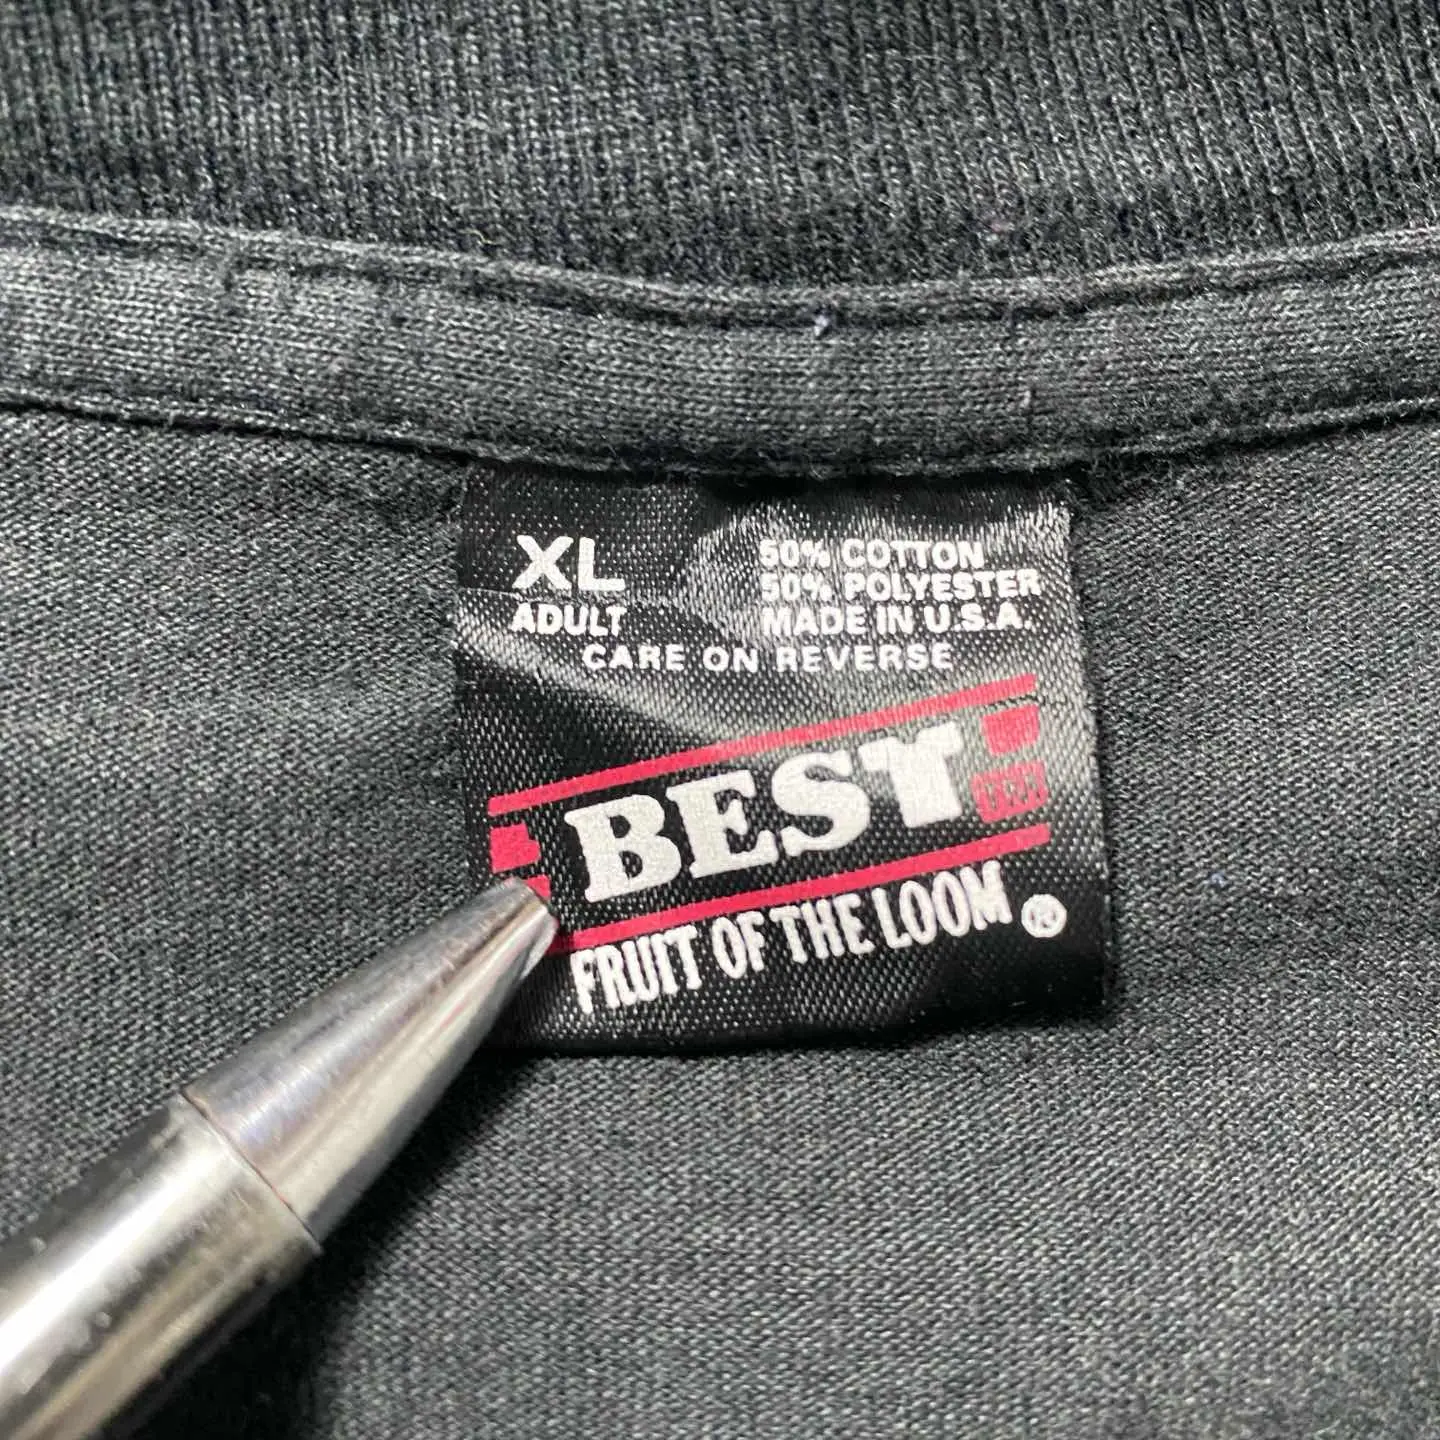 XL
ADULT
50% COTTON
50% POLYESTER
MADE IN U.S.A.
CARE ON REVERSE
BEST
FRUIT OF THE LOOM ®